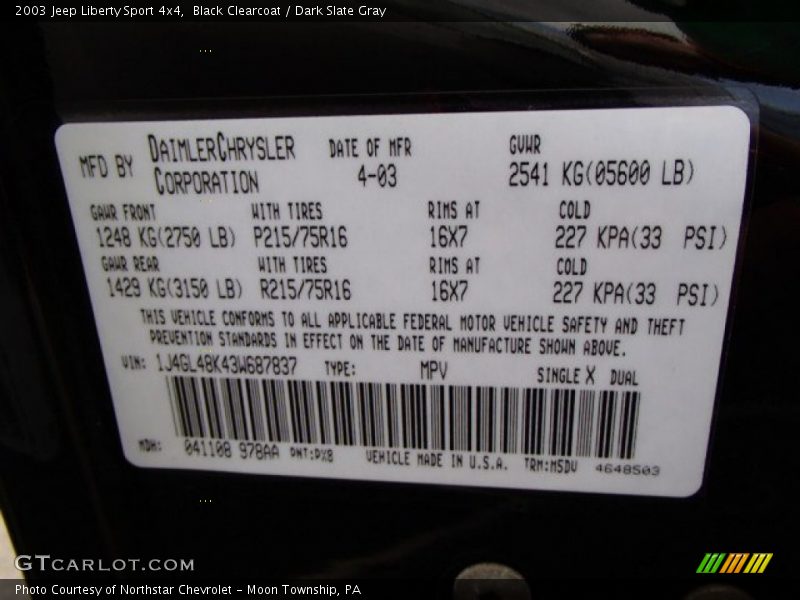 2003 Jeep Liberty Sport 4x4, Black Clearcoat / Dark Slate Gray
MFD BY DAIMLERCHRYSLER CORPORATION DATE OF MFR 4-03 GVWR 2541 KG(05600 LB)
GAWR FRONT WITH TIRES RIMS AT COLD
1248 KG(2750 LB) P215/75R16 16X7 227 KPA(33 PSI)
GAWR REAR WITH TIRES RIMS AT COLD
1429 KG(3150 LB) R215/75R16 16X7 227 KPA(33 PSI)
THIS VEHICLE CONFORMS TO ALL APPLICABLE FEDERAL MOTOR VEHICLE SAFETY AND THEFT
PREVENTION STANDARDS IN EFFECT ON THE DATE OF MANUFACTURE SHOWN ABOVE.
VIN: 1J4GL48K43W687837 TYPE: MPV SINGLE X DUAL
MDH: 041108 978AA PNT:PX8 VEHICLE MADE IN U.S.A. TRM:M5DV 4648503
GTCARLOT.COM
Photo Courtesy of Northstar Chevrolet - Moon Township, PA